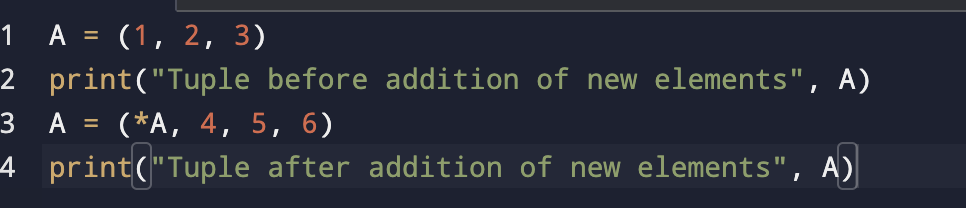 1 A = (1, 2, 3)
2 print("Tuple before addition of new elements", A)
3 A = (*A, 4, 5, 6)
4 print("Tuple after addition of new elements", A)